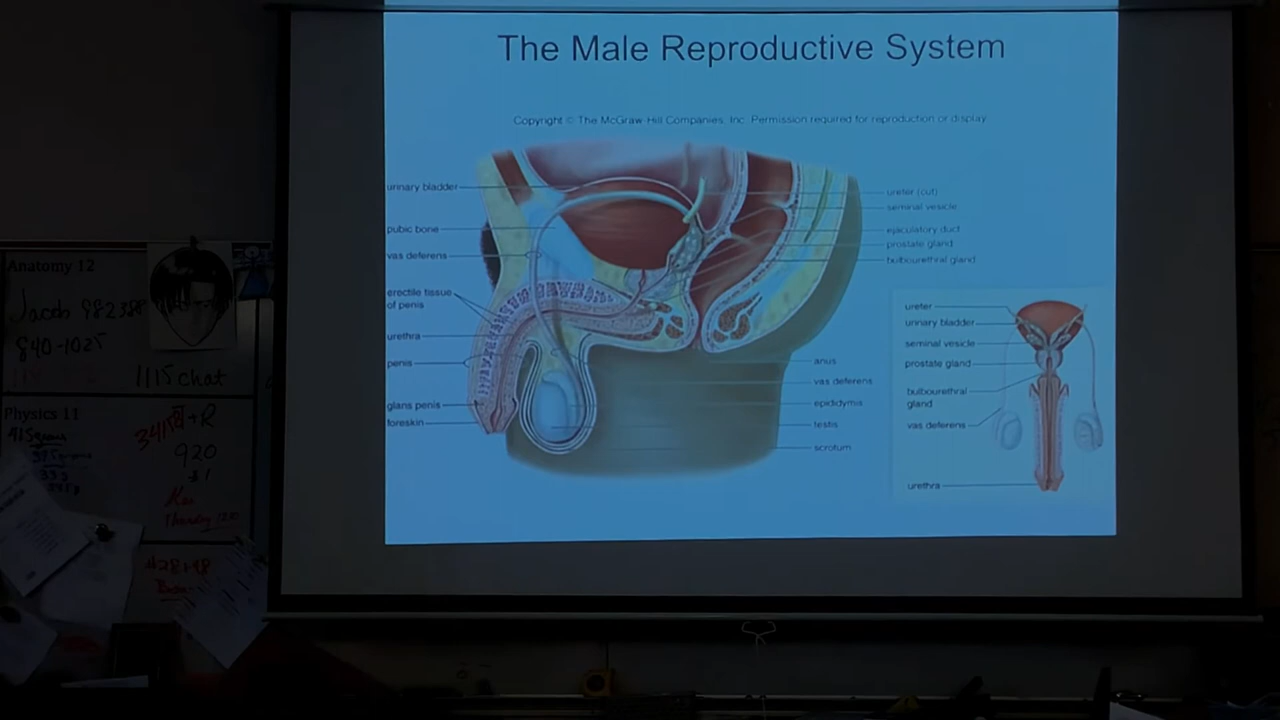 The Male Reproductive System
Copyright © The McGraw-Hill Companies, Inc. Permission required for reproduction or display.
urinary bladder
pubic bone
vas deferens
erectile tissue
of penis
urethra
penis
glans penis
foreskin
ureter (cut)
seminal vesicle
ejaculatory duct
prostate gland
bulbourethral gland
anus
vas deferens
epididymis
testis
scrotum
ureter
urinary bladder
seminal vesicle
prostate gland
bulbourethral
gland
vas deferens
urethra
Anatomy 12
Jacob
840-1025
1115 chat
Physics 11
920